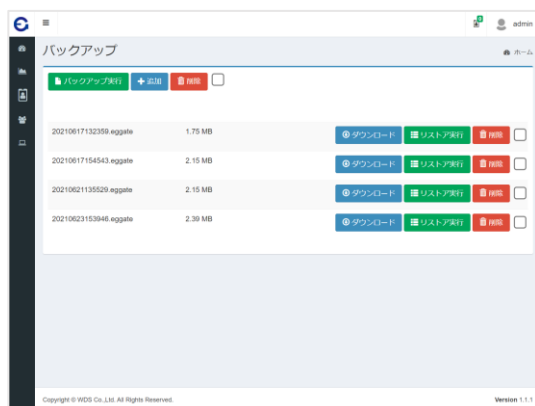 admin
バックアップ
ホーム
バックアップ実行 追加 削除
20210617132359.eggate 1.75 MB ダウンロード リストア実行 削除
20210617154543.eggate 2.15 MB ダウンロード リストア実行 削除
20210621135529.eggate 2.15 MB ダウンロード リストア実行 削除
20210623153946.eggate 2.39 MB ダウンロード リストア実行 削除
Copyright © WDS Co.,Ltd. All Rights Reserved. Version 1.1.1